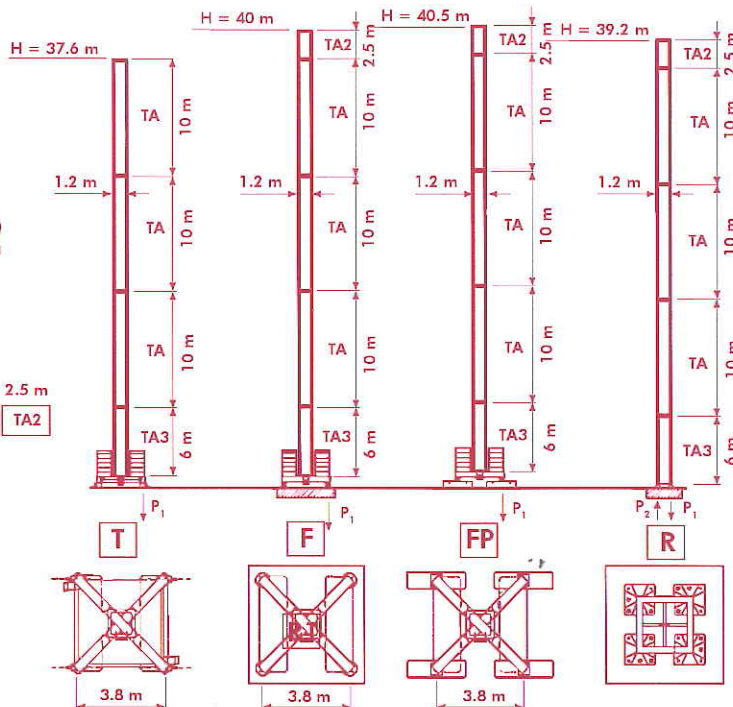 H = 37.6 m
H = 40 m
H = 40.5 m
H = 39.2 m
TA2
2.5 m
TA2
2.5 m
TA2
2.5 m
TA
10 m
TA
10 m
TA
10 m
TA
10 m
1.2 m
1.2 m
1.2 m
1.2 m
TA
10 m
TA
10 m
TA
10 m
TA
10 m
TA
10 m
TA
10 m
TA
10 m
TA
10 m
2.5 m
TA2
TA3
6 m
TA3
6 m
TA3
6 m
TA3
6 m
P1
P1
P1
P2
P1
T
F
FP
R
3.8 m
3.8 m
3.8 m